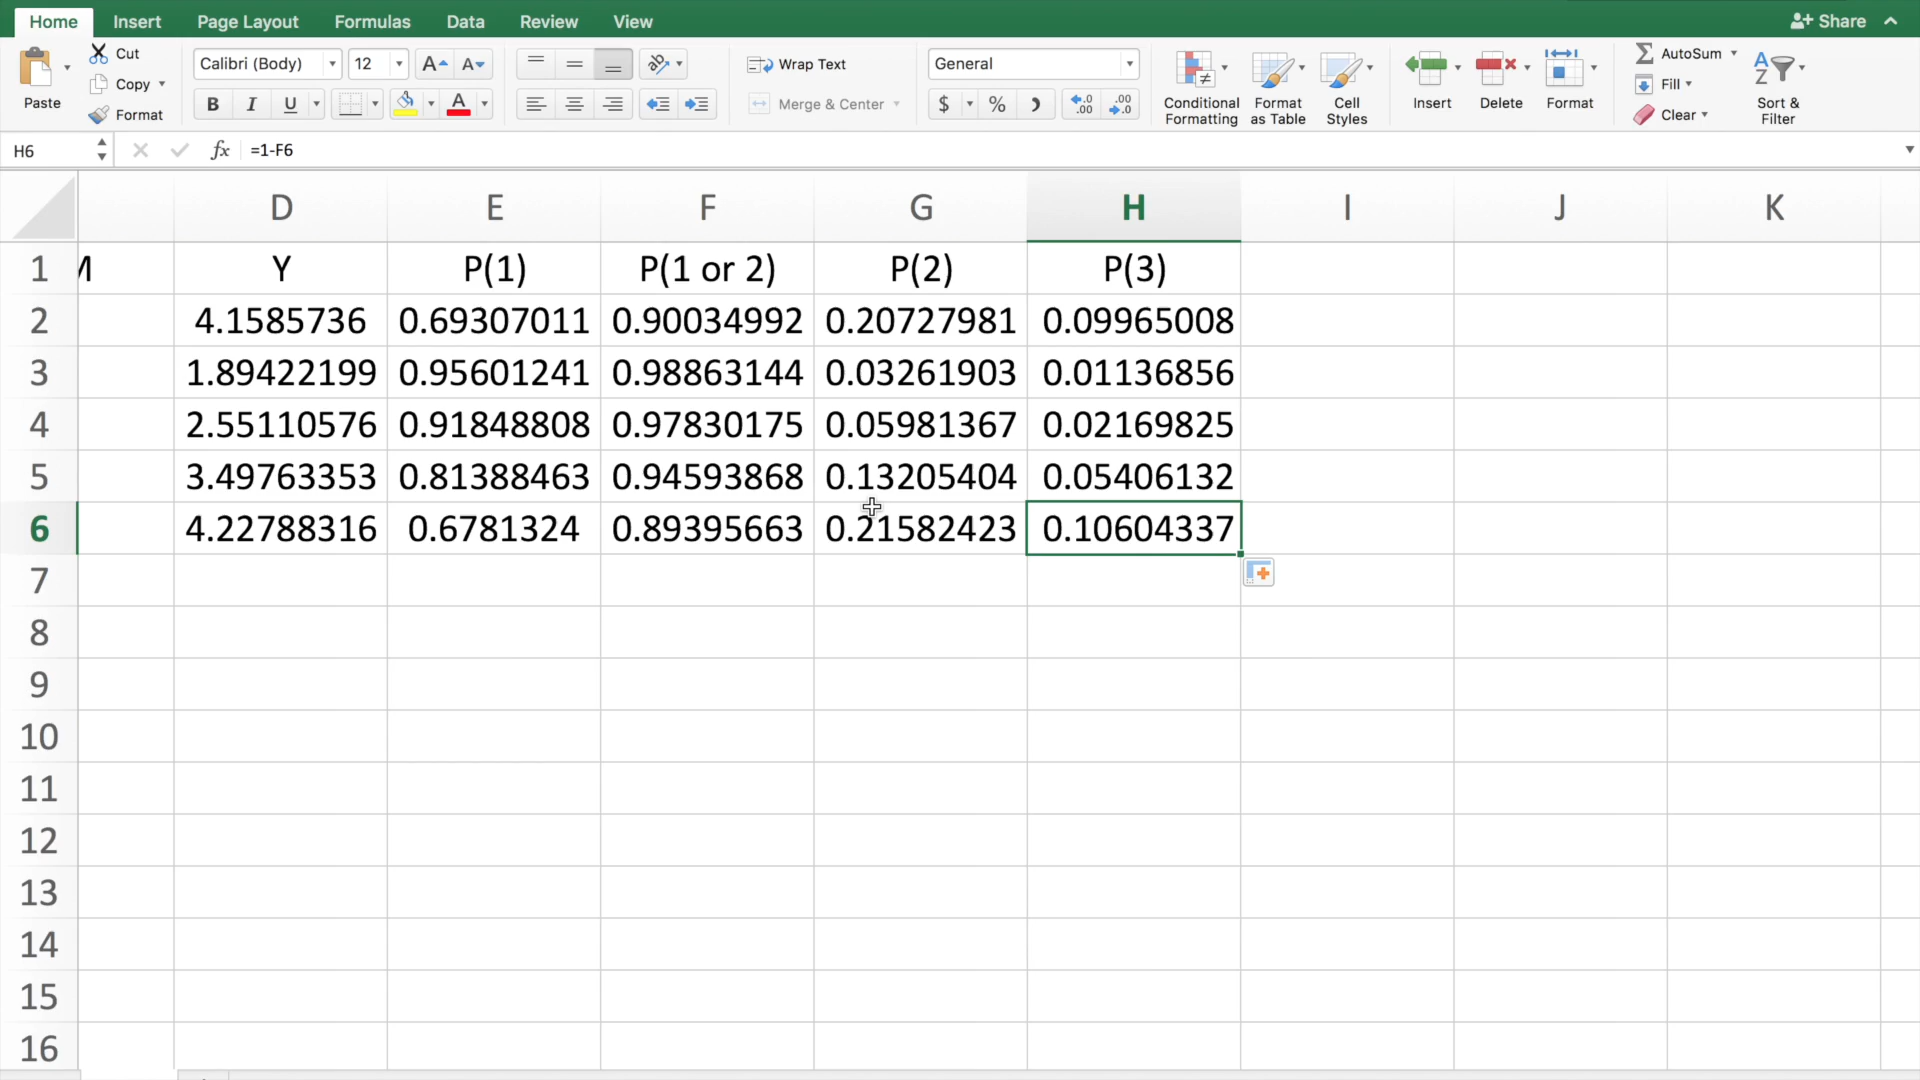 Home Insert Page Layout Formulas Data Review View Share
Paste Cut Copy Format
Calibri (Body) 12 A A
B I U A
Wrap Text
Merge & Center
General
$ % .0 .00 .00 .0
Conditional Formatting
Format as Table
Cell Styles
Insert Delete Format
AutoSum
Fill
Clear
Sort & Filter
H6 fx =1-F6
D E F G H I J K
1 M Y P(1) P(1 or 2) P(2) P(3)
2 4.1585736 0.69307011 0.90034992 0.20727981 0.09965008
3 1.89422199 0.95601241 0.98863144 0.03261903 0.01136856
4 2.55110576 0.91848808 0.97830175 0.05981367 0.02169825
5 3.49763353 0.81388463 0.94593868 0.13205404 0.05406132
6 4.22788316 0.6781324 0.89395663 0.21582423 0.10604337
7
8
9
10
11
12
13
14
15
16